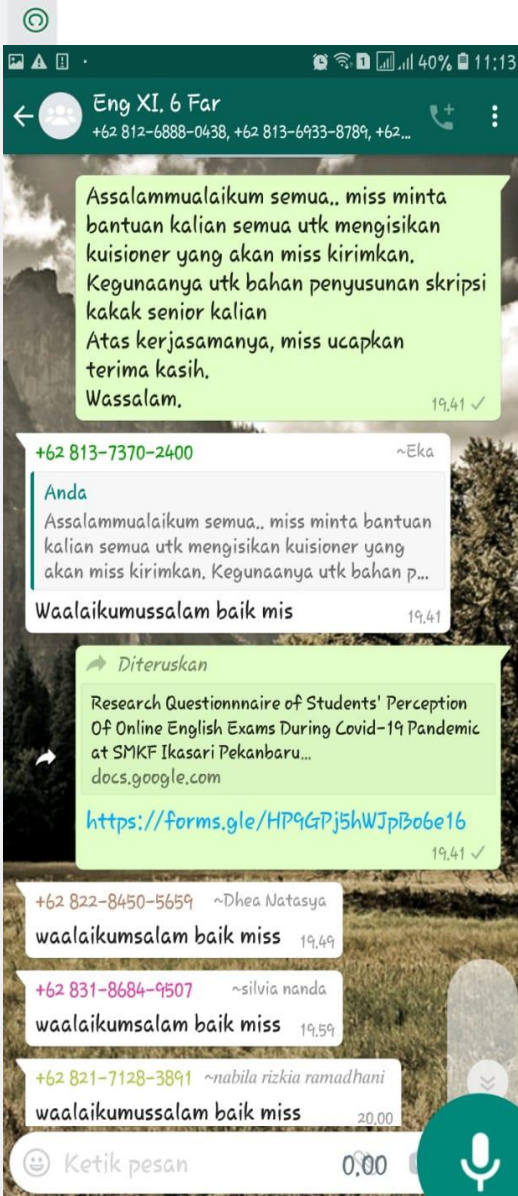 40% 11:13
Eng XI. 6 Far
+62 812-6888-0438, +62 813-6933-8789, +62...
Assalammualaikum semua.. miss minta
bantuan kalian semua utk mengisikan
kuisioner yang akan miss kirimkan.
Kegunaanya utk bahan penyusunan skripsi
kakak senior kalian
Atas kerjasamanya, miss ucapkan
terima kasih.
Wassalam.
19.41
+62 813-7370-2400 ~Eka
Anda
Assalammualaikum semua.. miss minta bantuan
kalian semua utk mengisikan kuisioner yang
akan miss kirimkan. Kegunaanya utk bahan p...
Waalaikumussalam baik mis 19.41
Diteruskan
Research Questionnnaire of Students' Perception
Of Online English Exams During Covid-19 Pandemic
at SMKF Ikasari Pekanbaru...
docs.google.com
https://forms.gle/HP9GPj5hWJpBo6e16
19.41
+62 822-8450-5659 ~Dhea Natasya
waalaikumsalam baik miss 19.49
+62 831-8684-9507 ~silvia nanda
waalaikumsalam baik miss 19.59
+62 821-7128-3891 ~nabila rizkia ramadhani
waalaikumussalam baik miss 20.00
Ketik pesan 0,00